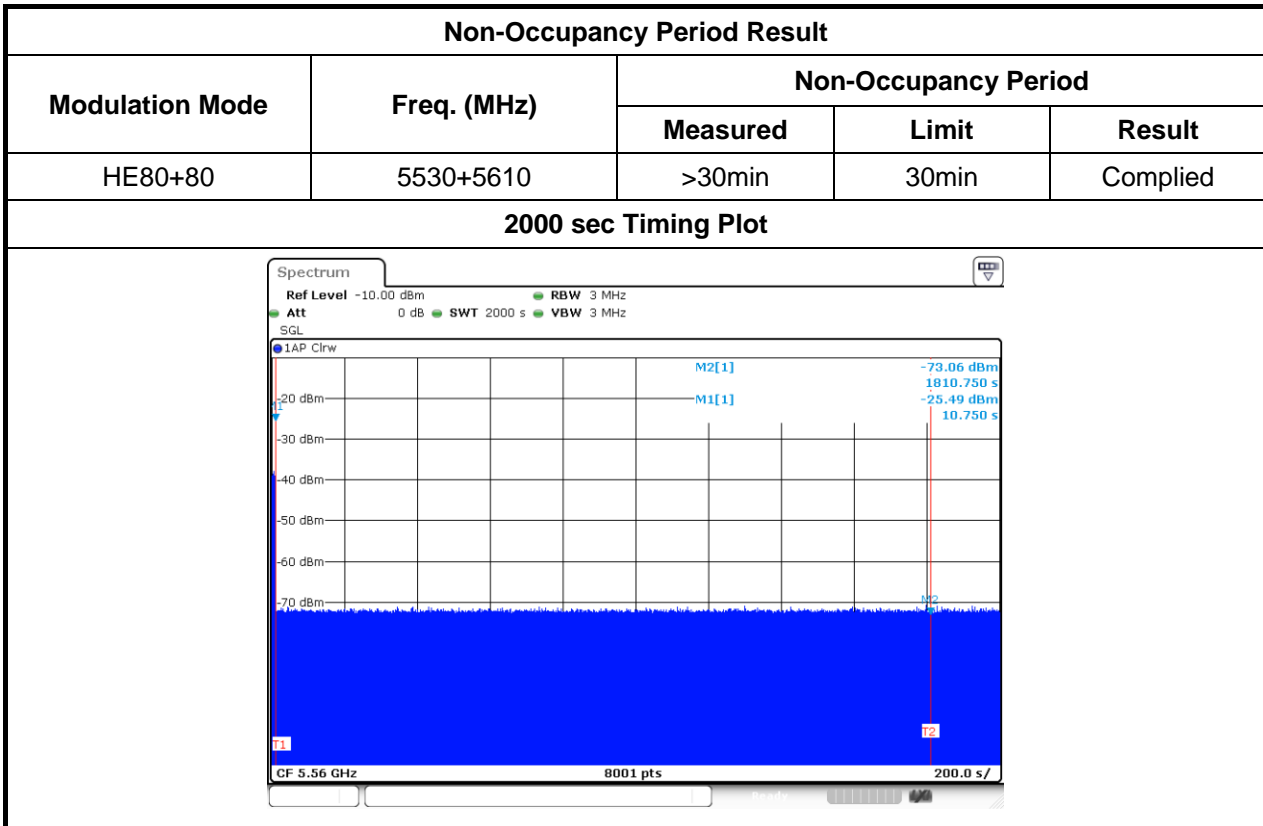 Non-Occupancy Period Result
Modulation Mode
Freq. (MHz)
Non-Occupancy Period
Measured
Limit
Result
HE80+80
5530+5610
>30min
30min
Complied
2000 sec Timing Plot
Spectrum
Ref Level -10.00 dBm
RBW 3 MHz
Att 0 dB SWT 2000 s VBW 3 MHz
SGL
1AP Clrw
M2[1] -73.06 dBm
1810.750 s
M1[1] -25.49 dBm
10.750 s
M1
-20 dBm
-30 dBm
-40 dBm
-50 dBm
-60 dBm
-70 dBm
M2
T1
T2
CF 5.56 GHz 8001 pts 200.0 s/
Ready